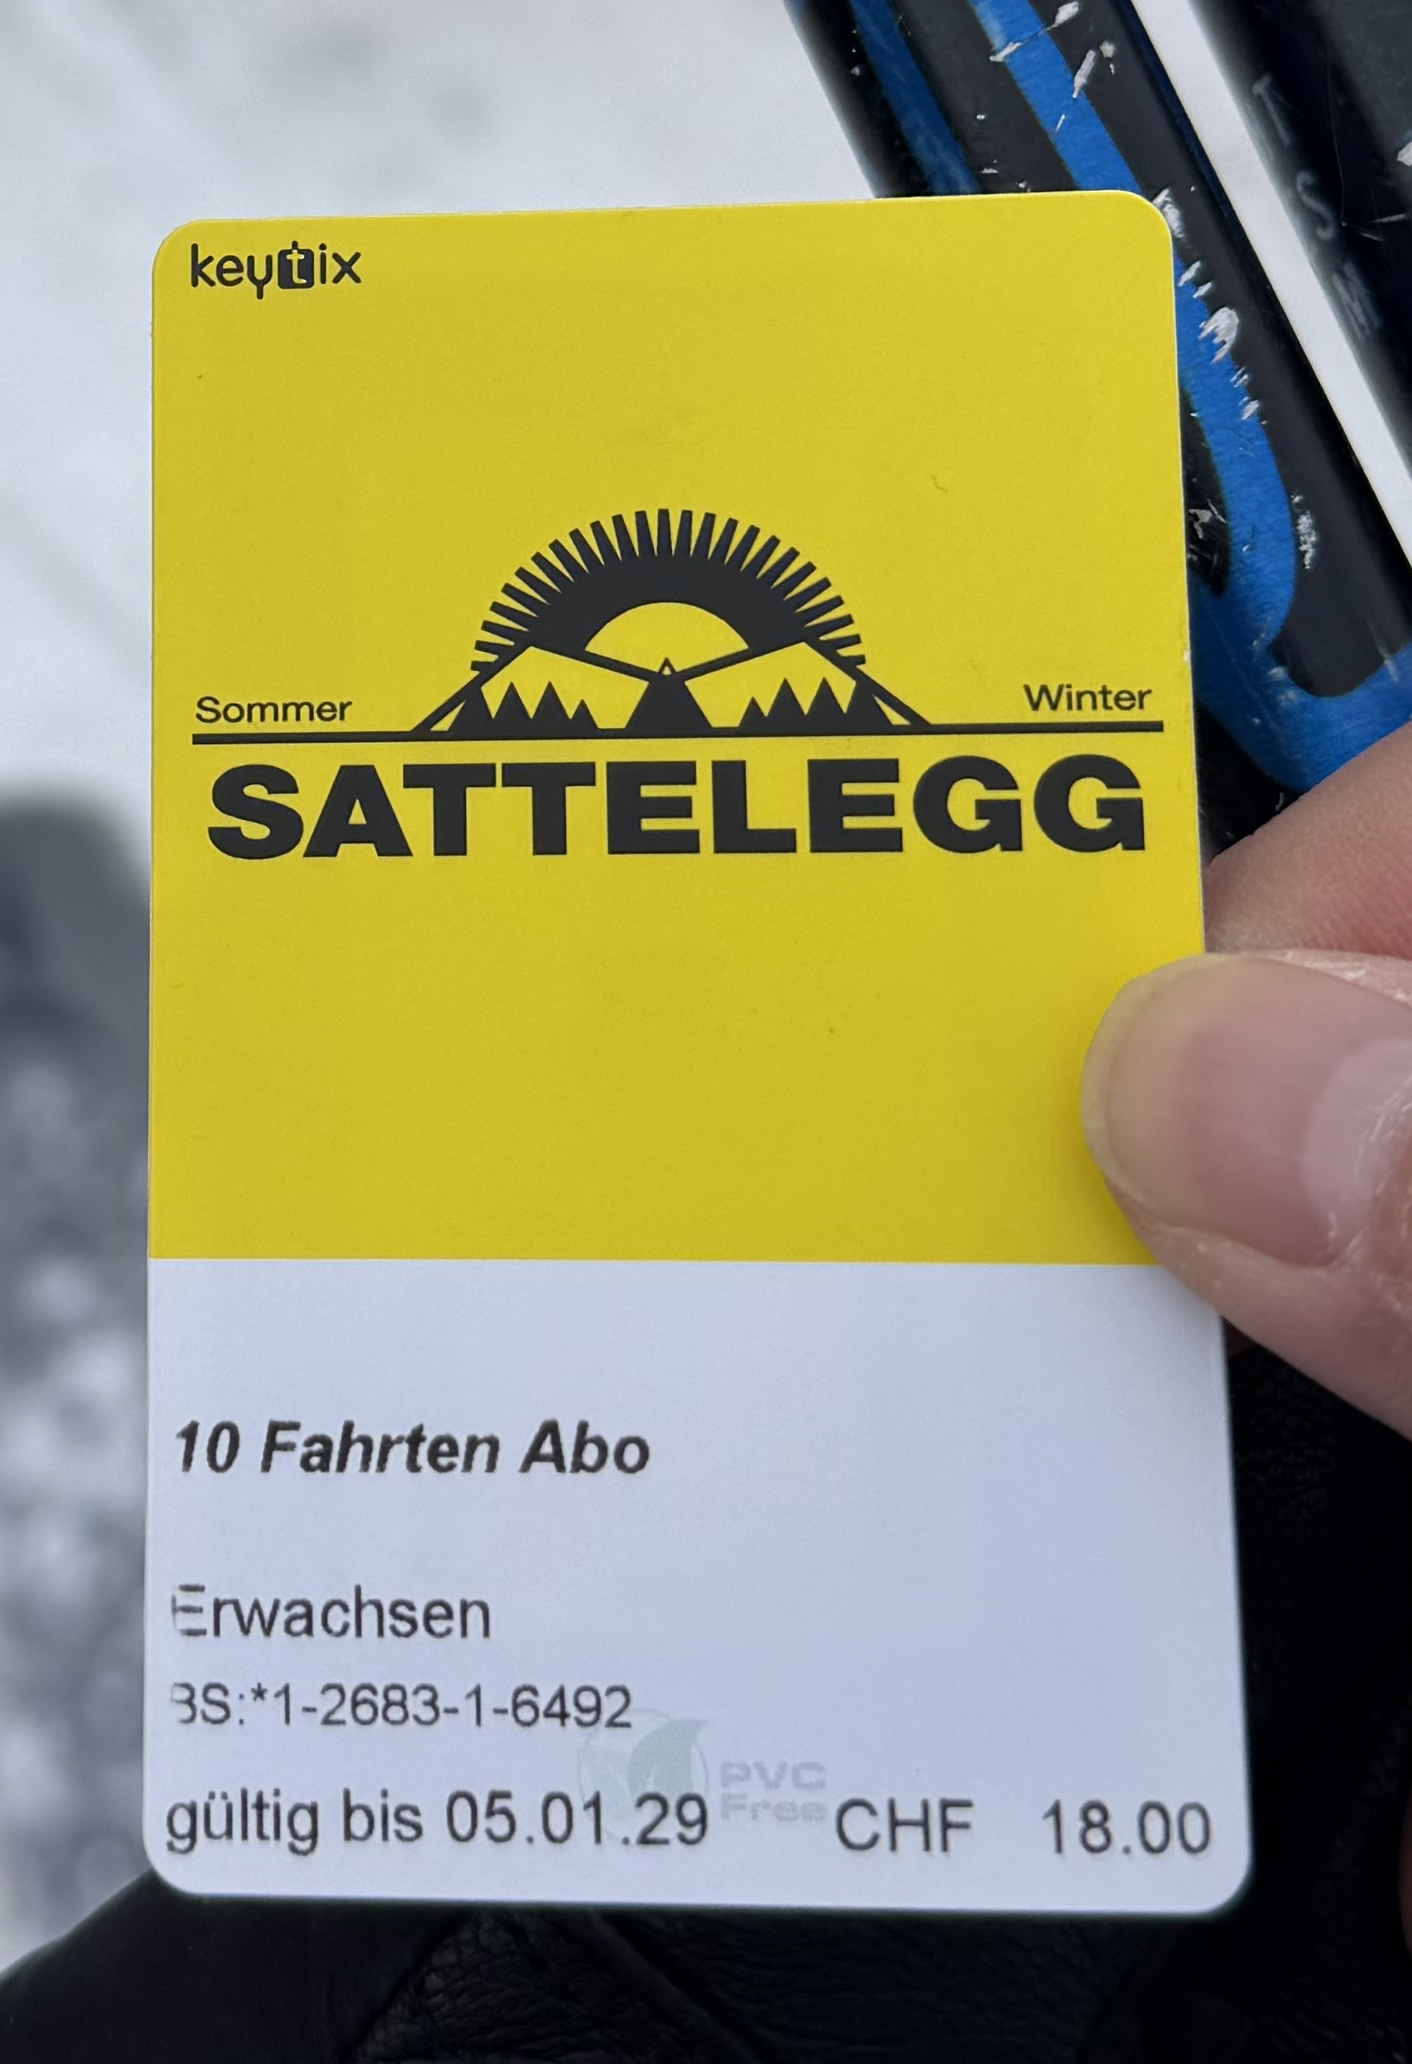 keytix
Sommer
Winter
SATTELEGG
10 Fahrten Abo
Erwachsen
BS:*1-2683-1-6492
PVC
Free
gültig bis 05.01.29 CHF 18.00